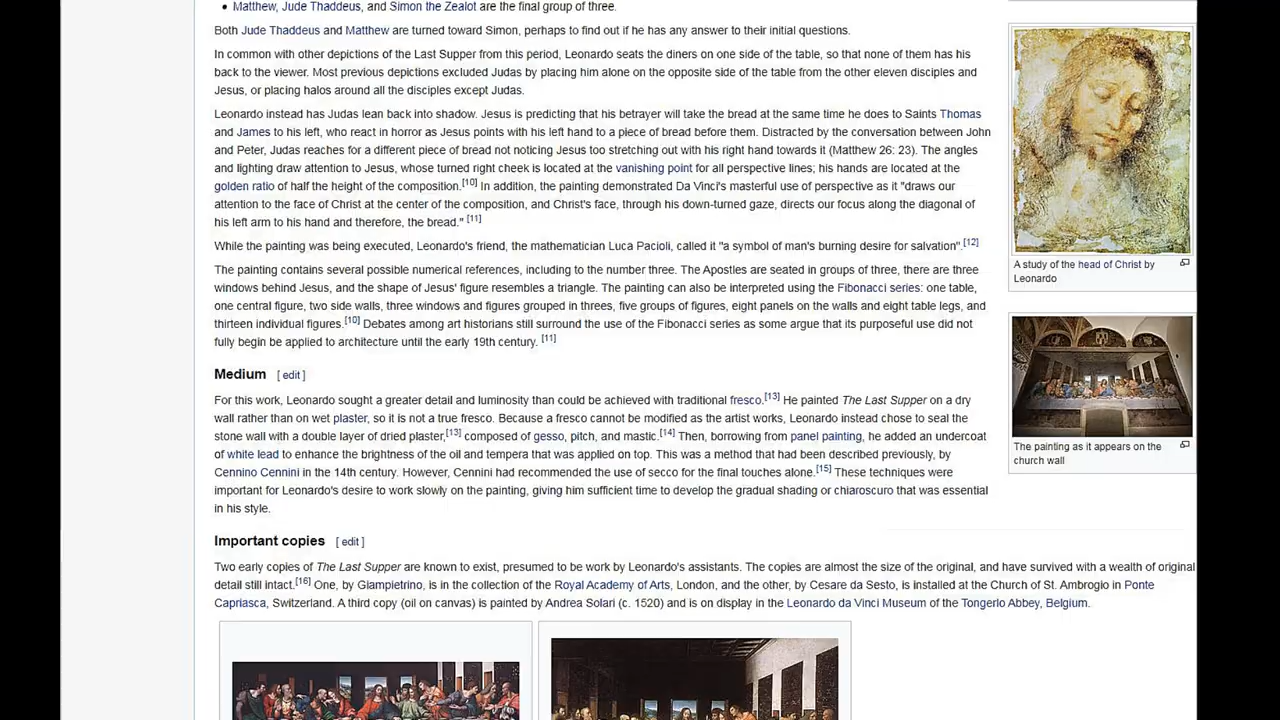 • Matthew, Jude Thaddeus, and Simon the Zealot are the final group of three.
Both Jude Thaddeus and Matthew are turned toward Simon, perhaps to find out if he has any answer to their initial questions.
In common with other depictions of the Last Supper from this period, Leonardo seats the diners on one side of the table, so that none of them has his
back to the viewer. Most previous depictions excluded Judas by placing him alone on the opposite side of the table from the other eleven disciples and
Jesus, or placing halos around all the disciples except Judas.
Leonardo instead has Judas lean back into shadow. Jesus is predicting that his betrayer will take the bread at the same time he does to Saints Thomas
and James to his left, who react in horror as Jesus points with his left hand to a piece of bread before them. Distracted by the conversation between John
and Peter, Judas reaches for a different piece of bread not noticing Jesus too stretching out with his right hand towards it (Matthew 26: 23). The angles
and lighting draw attention to Jesus, whose turned right cheek is located at the vanishing point for all perspective lines; his hands are located at the
golden ratio of half the height of the composition.[10] In addition, the painting demonstrated Da Vinci's masterful use of perspective as it "draws our
attention to the face of Christ at the center of the composition, and Christ's face, through his down-turned gaze, directs our focus along the diagonal of
his left arm to his hand and therefore, the bread." [11]
While the painting was being executed, Leonardo's friend, the mathematician Luca Pacioli, called it "a symbol of man's burning desire for salvation".[12]
The painting contains several possible numerical references, including to the number three. The Apostles are seated in groups of three, there are three
windows behind Jesus, and the shape of Jesus' figure resembles a triangle. The painting can also be interpreted using the Fibonacci series: one table,
one central figure, two side walls, three windows and figures grouped in threes, five groups of figures, eight panels on the walls and eight table legs, and
thirteen individual figures.[10] Debates among art historians still surround the use of the Fibonacci series as some argue that its purposeful use did not
fully begin be applied to architecture until the early 19th century. [11]
Medium [ edit ]
For this work, Leonardo sought a greater detail and luminosity than could be achieved with traditional fresco.[13] He painted The Last Supper on a dry
wall rather than on wet plaster, so it is not a true fresco. Because a fresco cannot be modified as the artist works, Leonardo instead chose to seal the
stone wall with a double layer of dried plaster,[13] composed of gesso, pitch, and mastic.[14] Then, borrowing from panel painting, he added an undercoat
of white lead to enhance the brightness of the oil and tempera that was applied on top. This was a method that had been described previously, by
Cennino Cennini in the 14th century. However, Cennini had recommended the use of secco for the final touches alone.[15] These techniques were
important for Leonardo's desire to work slowly on the painting, giving him sufficient time to develop the gradual shading or chiaroscuro that was essential
in his style.
Important copies [ edit ]
Two early copies of The Last Supper are known to exist, presumed to be work by Leonardo's assistants. The copies are almost the size of the original, and have survived with a wealth of original
detail still intact.[16] One, by Giampietrino, is in the collection of the Royal Academy of Arts, London, and the other, by Cesare da Sesto, is installed at the Church of St. Ambrogio in Ponte
Capriasca, Switzerland. A third copy (oil on canvas) is painted by Andrea Solari (c. 1520) and is on display in the Leonardo da Vinci Museum of the Tongerlo Abbey, Belgium.
A study of the head of Christ by
Leonardo
The painting as it appears on the
church wall